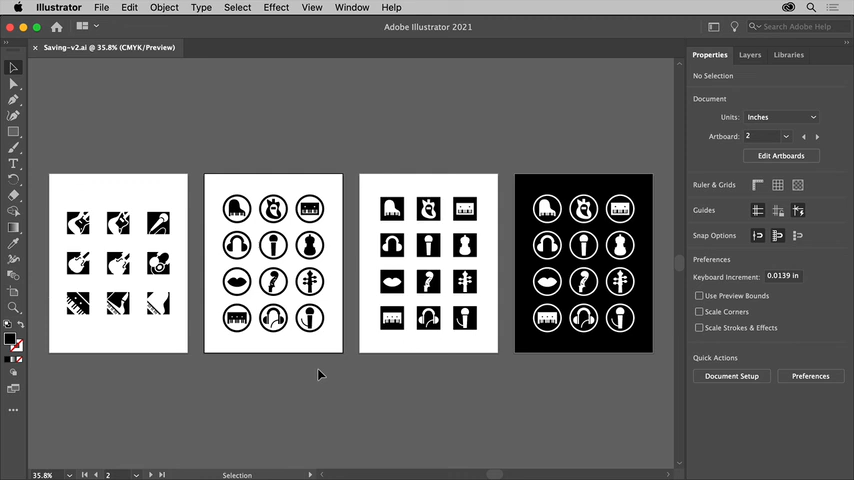 Illustrator File Edit Object Type Select Effect View Window Help
Adobe Illustrator 2021
Search Adobe Help
× Saving-v2.ai @ 35.8% (CMYK/Preview)
Properties Layers Libraries
No Selection
Document
Units: Inches
Artboard: 2
Edit Artboards
Ruler & Grids
Guides
Snap Options
Preferences
Keyboard Increment: 0.0139 in
Use Preview Bounds
Scale Corners
Scale Strokes & Effects
Quick Actions
Document Setup Preferences
35.8% 2 Selection